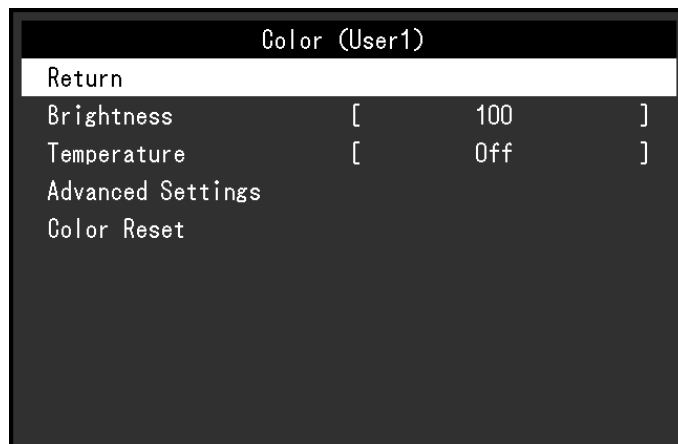 Color (User1)
Return
Brightness [ 100 ]
Temperature [ Off ]
Advanced Settings
Color Reset